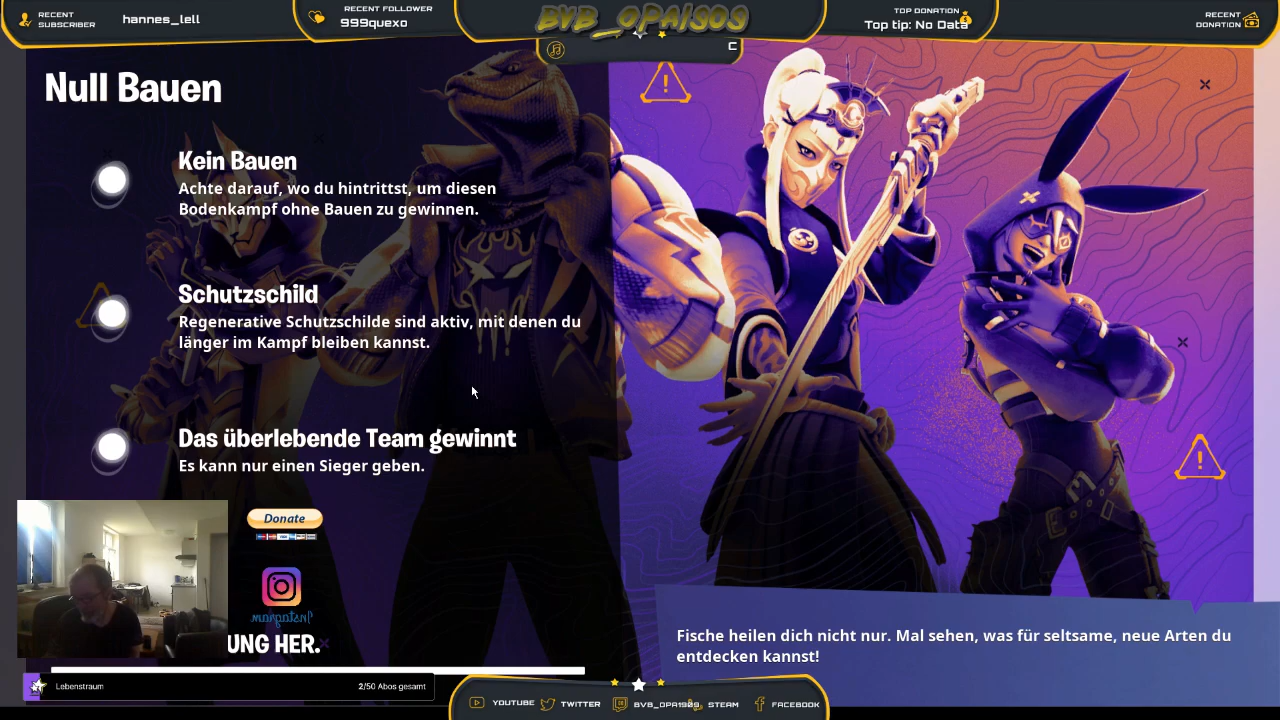 RECENT SUBSCRIBER
hannes_lell
RECENT FOLLOWER
999quexo
BVB_OPA1909
TOP DONATION
Top tip: No Data
RECENT DONATION
C
Null Bauen
Kein Bauen
Achte darauf, wo du hintrittst, um diesen
Bodenkampf ohne Bauen zu gewinnen.
Schutzschild
Regenerative Schutzschilde sind aktiv, mit denen du
länger im Kampf bleiben kannst.
Das überlebende Team gewinnt
Es kann nur einen Sieger geben.
Donate
Instagram
UNG HER.
Fische heilen dich nicht nur. Mal sehen, was für seltsame, neue Arten du
entdecken kannst!
Lebenstraum
2/50 Abos gesamt
YOUTUBE
TWITTER
BVB_OPA1909
STEAM
FACEBOOK